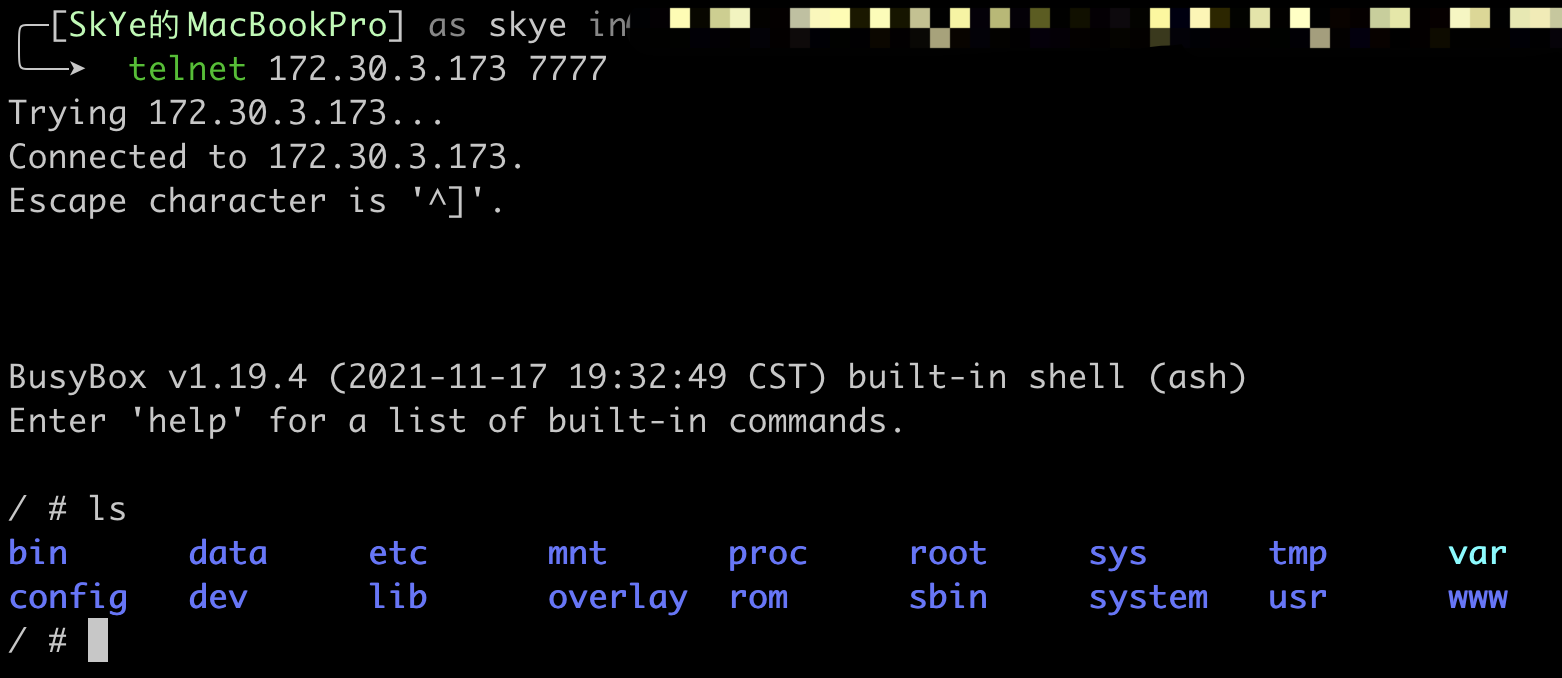 [SkYe的MacBookPro] as skye in
telnet 172.30.3.173 7777
Trying 172.30.3.173...
Connected to 172.30.3.173.
Escape character is '^]'.
BusyBox v1.19.4 (2021-11-17 19:32:49 CST) built-in shell (ash)
Enter 'help' for a list of built-in commands.
/ # ls
bin data etc mnt proc root sys tmp var
config dev lib overlay rom sbin system usr www
/ #